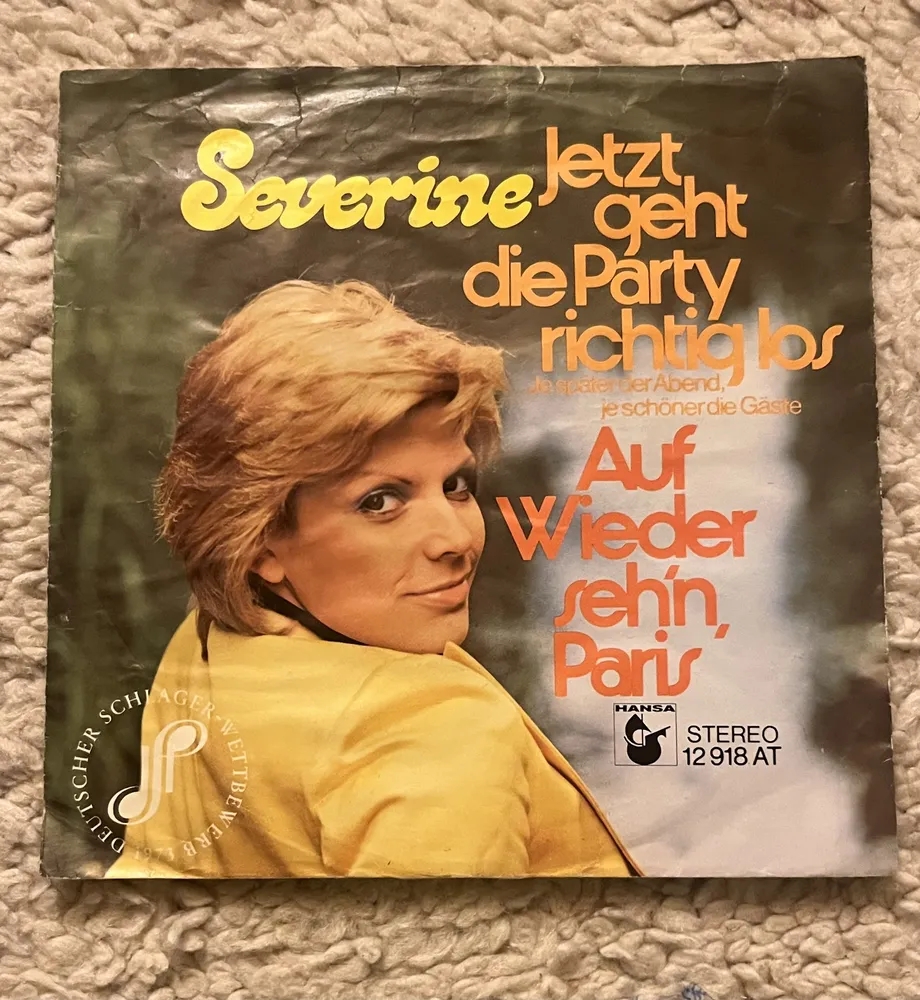 Severine
Jetzt
geht
die Party
richtig los
Je später der Abend,
je schöner die Gäste
Auf
Wieder
seh'n,
Paris
HANSA
STEREO
12 918 AT
DEUTSCHER SCHLAGER-WETTBEWERB